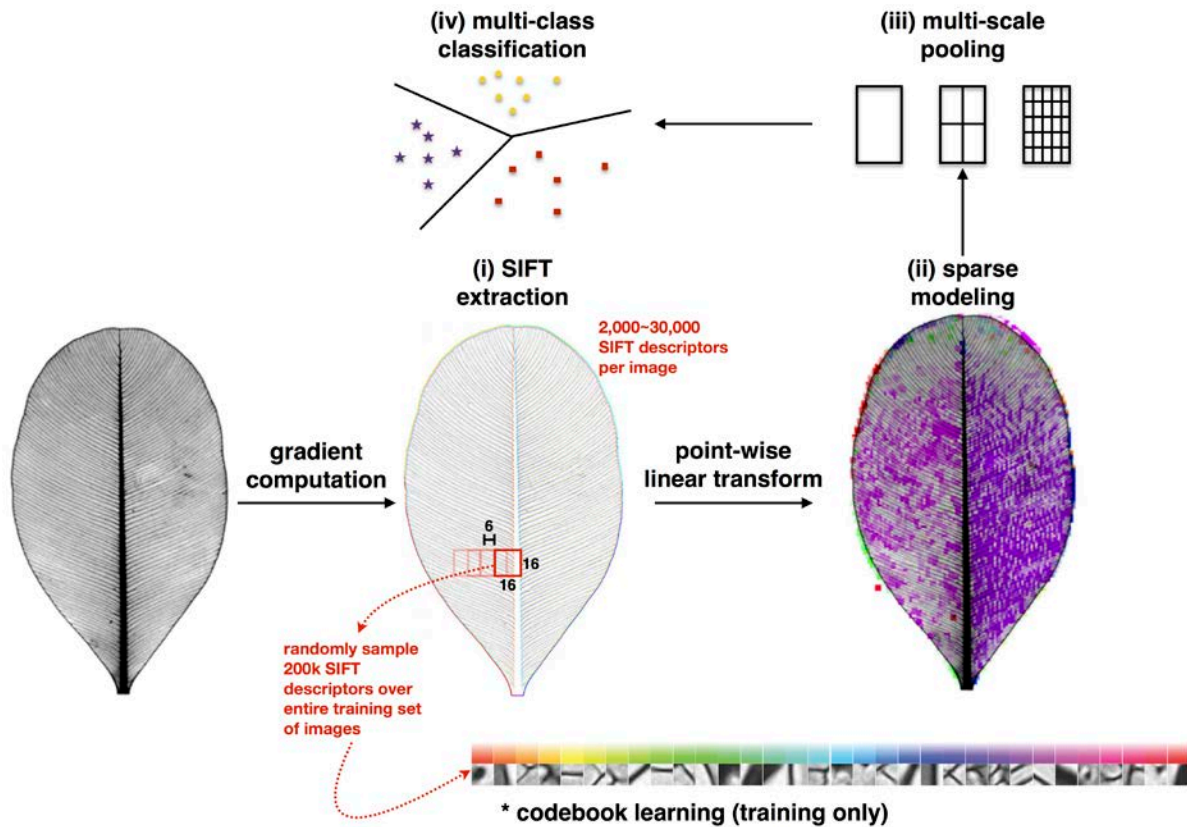 (iv) multi-class
classification
(iii) multi-scale
pooling
(i) SIFT
extraction
(ii) sparse
modeling
2,000~30,000
SIFT descriptors
per image
gradient
computation
point-wise
linear transform
6
16
16
randomly sample
200k SIFT
descriptors over
entire training set
of images
* codebook learning (training only)